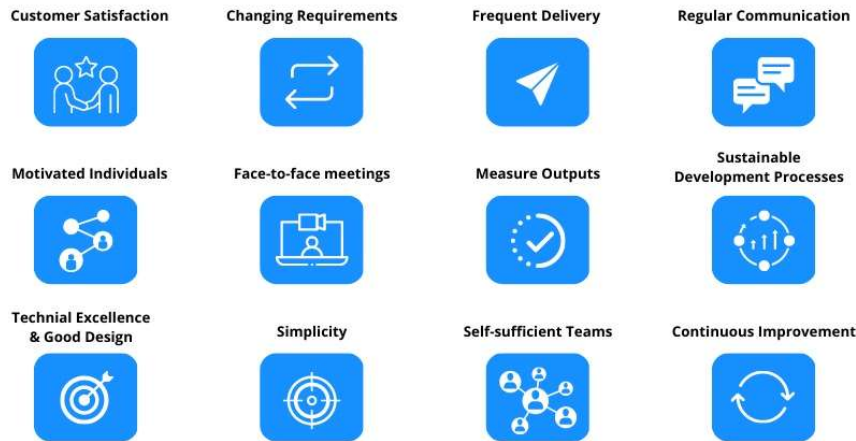 Customer Satisfaction
Changing Requirements
Frequent Delivery
Regular Communication
Motivated Individuals
Face-to-face meetings
Measure Outputs
Sustainable
Development Processes
Technial Excellence
& Good Design
Simplicity
Self-sufficient Teams
Continuous Improvement